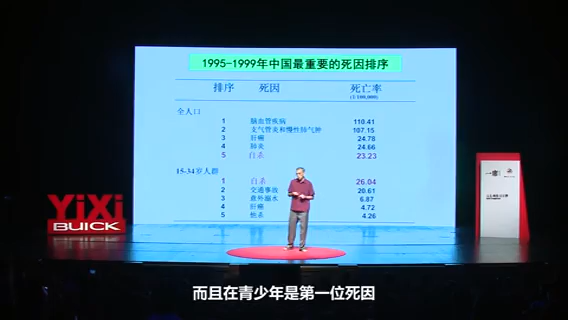 1995-1999年中国最重要的死因排序
排序 死因 死亡率
(1/100,000)
全人口
1 脑血管疾病 110.41
2 支气管炎和慢性肺气肿 107.15
3 肝癌 24.78
4 肺炎 24.66
5 自杀 23.23
15-34岁人群
1 自杀 26.04
2 交通事故 20.61
3 意外溺水 6.87
4 肝癌 4.72
5 他杀 4.26
YiXi
BUICK
一席
而且在青少年是第一位死因